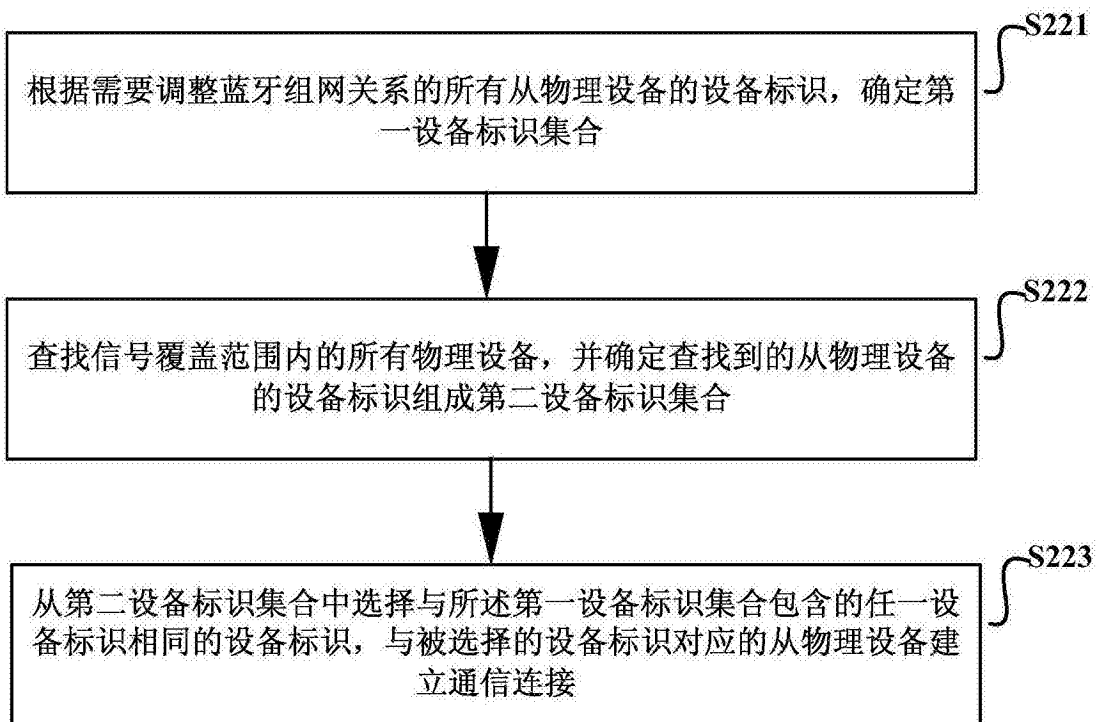 S221
根据需要调整蓝牙组网关系的所有从物理设备的设备标识，确定第
一设备标识集合
S222
查找信号覆盖范围内的所有物理设备，并确定查找到的从物理设备
的设备标识组成第二设备标识集合
S223
从第二设备标识集合中选择与所述第一设备标识集合包含的任一设
备标识相同的设备标识，与被选择的设备标识对应的从物理设备建
立通信连接